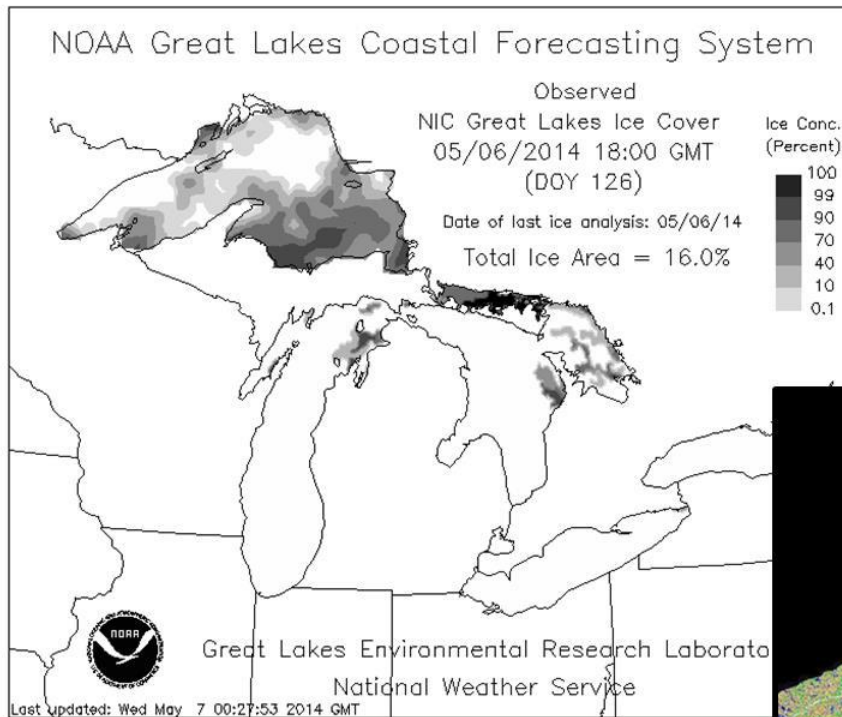 NOAA Great Lakes Coastal Forecasting System
Observed
NIC Great Lakes Ice Cover
05/06/2014 18:00 GMT
(DOY 126)
Date of last ice analysis: 05/06/14
Total Ice Area = 16.0%
Ice Conc.
(Percent)
100
99
90
70
40
10
0.1
NOAA
Great Lakes Environmental Research Laborato
National Weather Service
Last updated: Wed May 7 00:27:53 2014 GMT